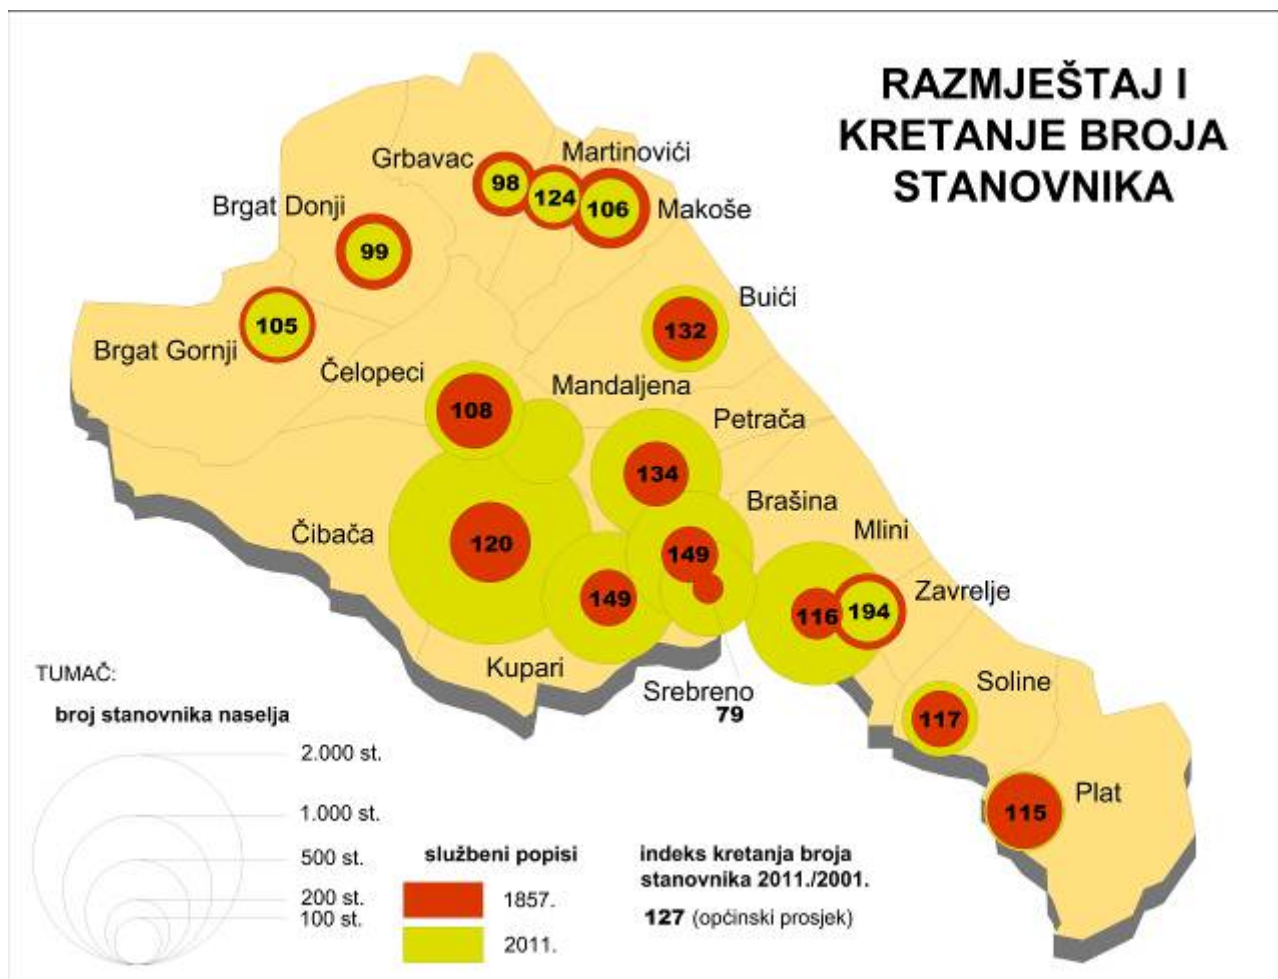 RAZMJEŠTAJ I
KRETANJE BROJA
STANOVNIKA
Grbavac
Martinovići
Makoše
98
124
106
Brgat Donji
99
Brgat Gornji
105
Buići
132
Čelopeci
108
Mandaljena
Petrača
134
Brašina
149
Čibača
120
Mlini
116
Zavrelje
194
Kupari
149
Srebreno
79
Soline
117
Plat
115
TUMAČ:
broj stanovnika naselja
2.000 st.
1.000 st.
500 st.
200 st.
100 st.
službeni popisi
1857.
2011.
indeks kretanja broja
stanovnika 2011./2001.
127 (općinski prosjek)